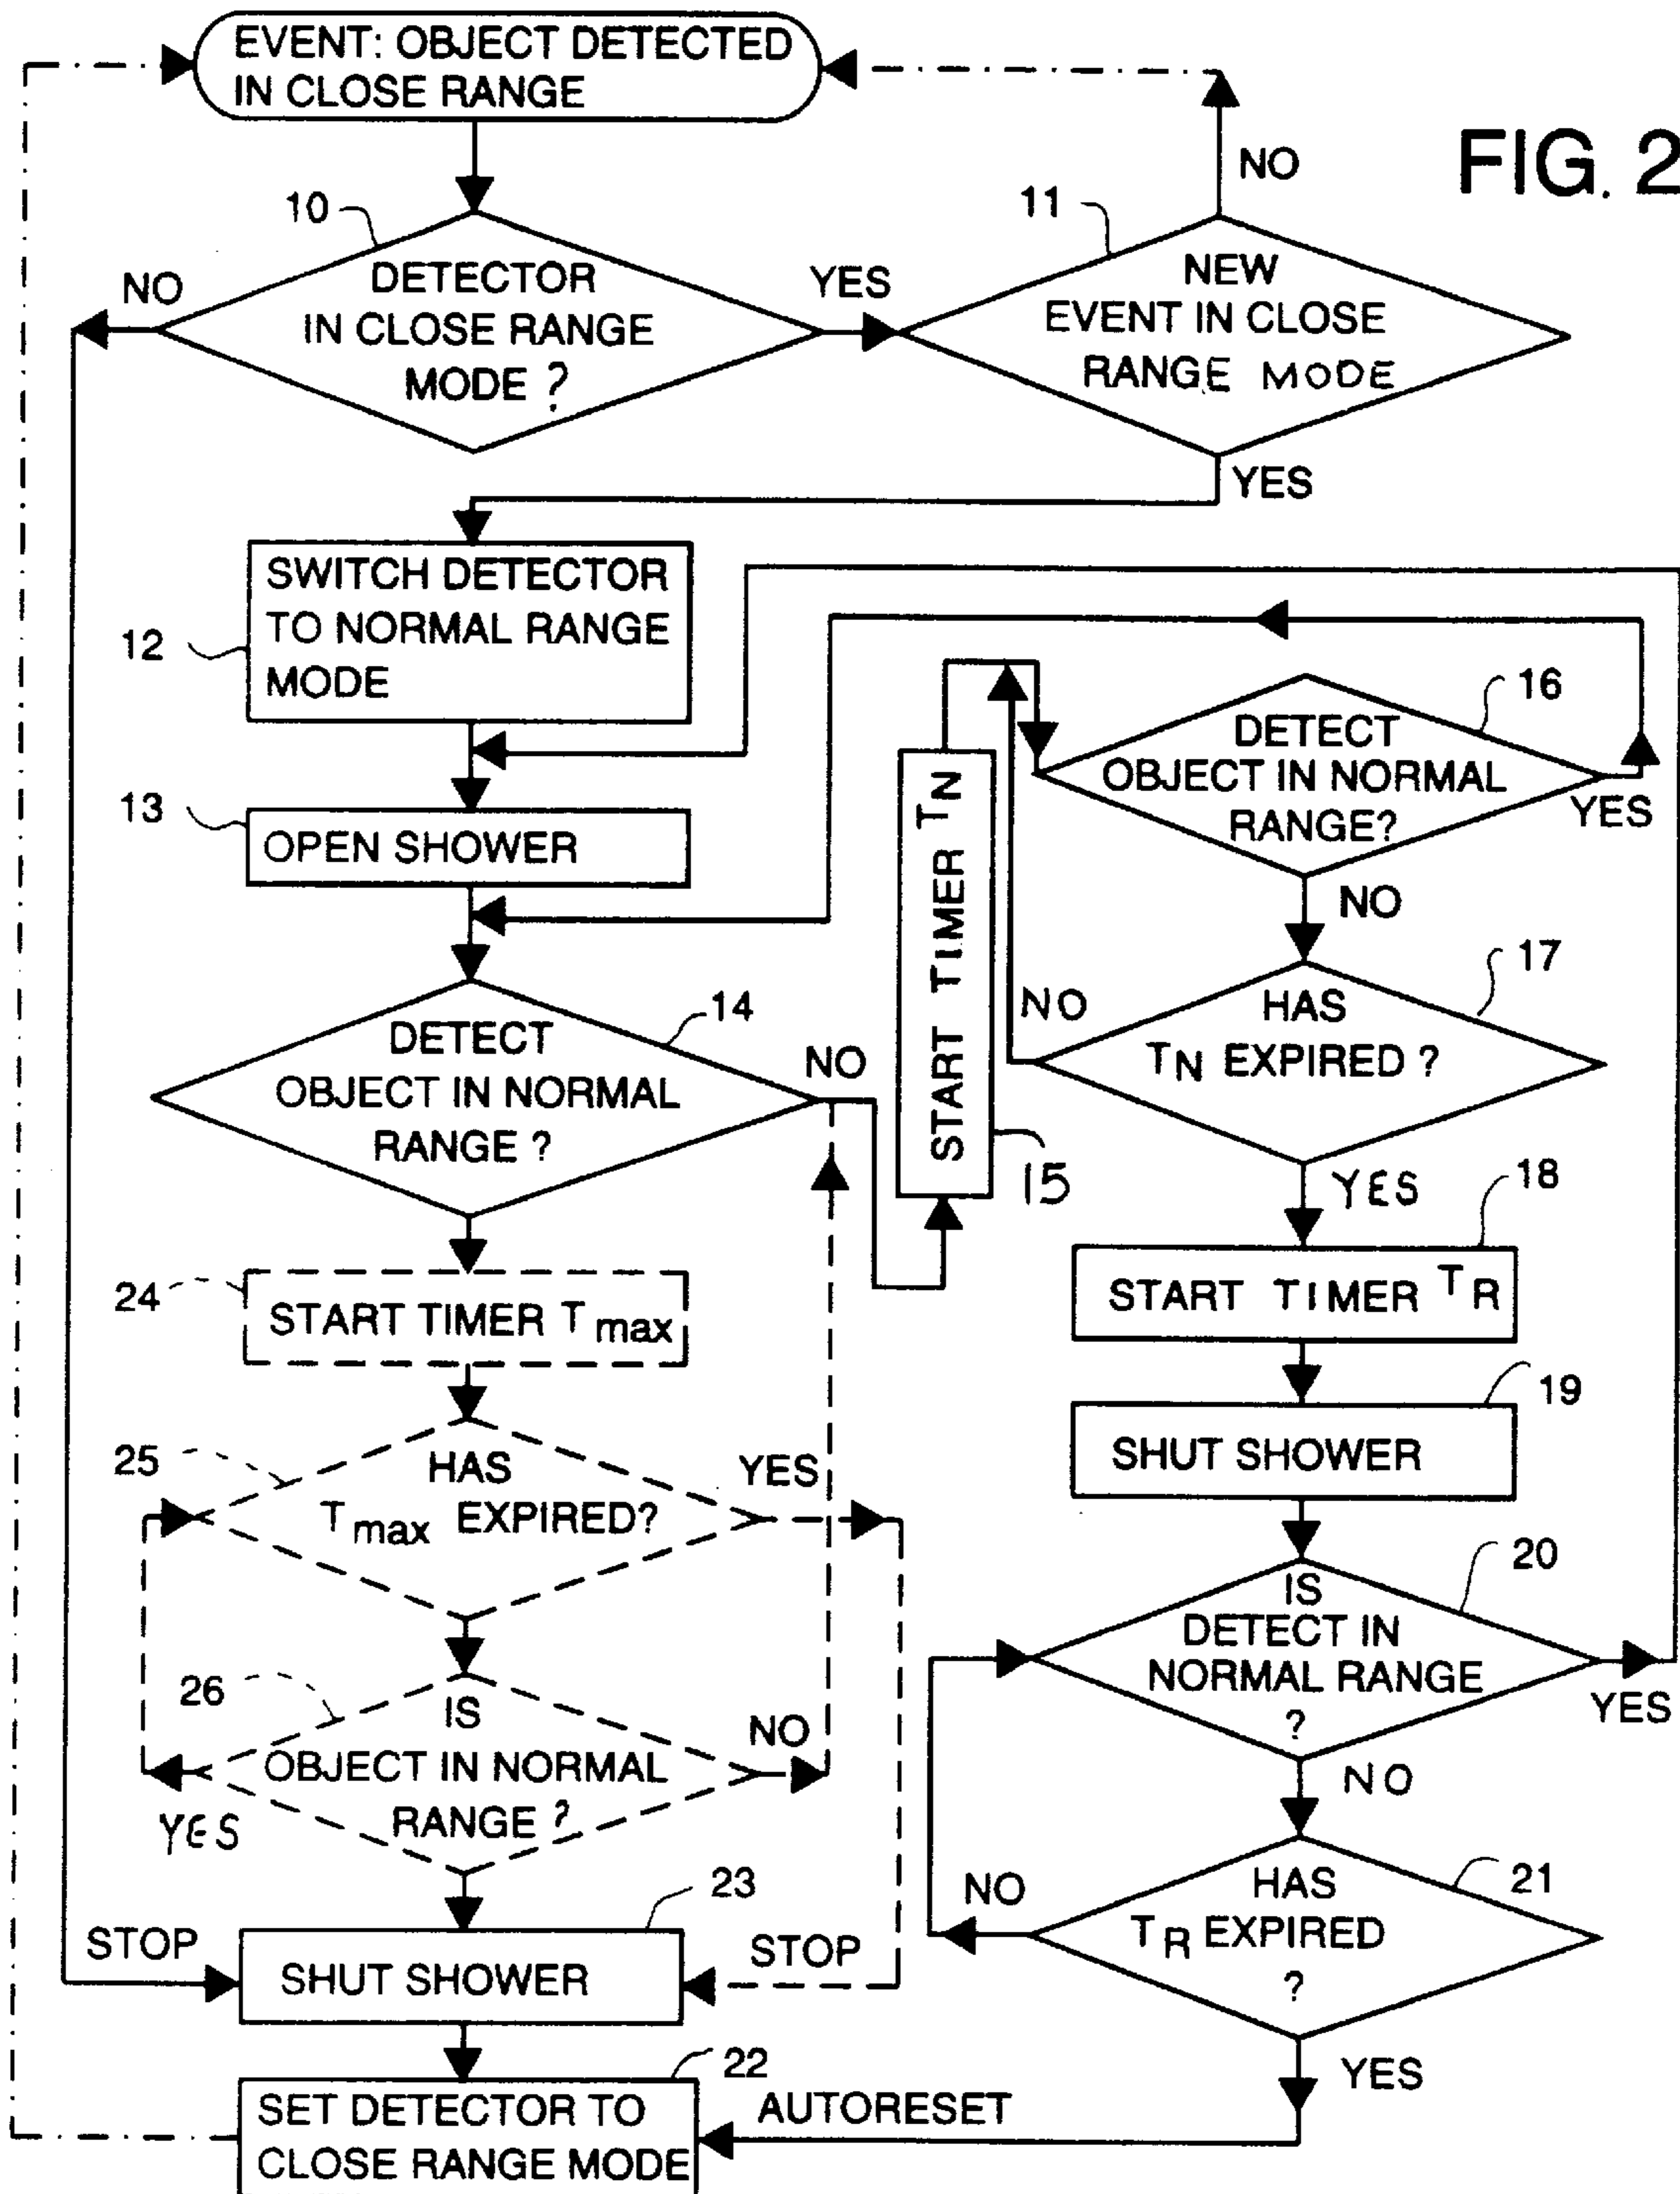 EVENT: OBJECT DETECTED
IN CLOSE RANGE
FIG. 2
NO
10
11
NO
DETECTOR
IN CLOSE RANGE
MODE ?
YES
NEW
EVENT IN CLOSE
RANGE MODE
YES
SWITCH DETECTOR
TO NORMAL RANGE
MODE
12
13
OPEN SHOWER
START TIMER TN
15
16
DETECT
OBJECT IN NORMAL
RANGE?
YES
NO
17
HAS
TN EXPIRED ?
NO
YES
14
DETECT
OBJECT IN NORMAL
RANGE ?
NO
18
START TIMER TR
19
SHUT SHOWER
24
START TIMER Tmax
25
HAS
Tmax EXPIRED?
YES
20
IS
DETECT IN
NORMAL RANGE
?
YES
NO
26
IS
OBJECT IN NORMAL
RANGE ?
NO
YES
21
HAS
TR EXPIRED
?
NO
YES
23
STOP
SHUT SHOWER
STOP
22
SET DETECTOR TO
CLOSE RANGE MODE
AUTORESET